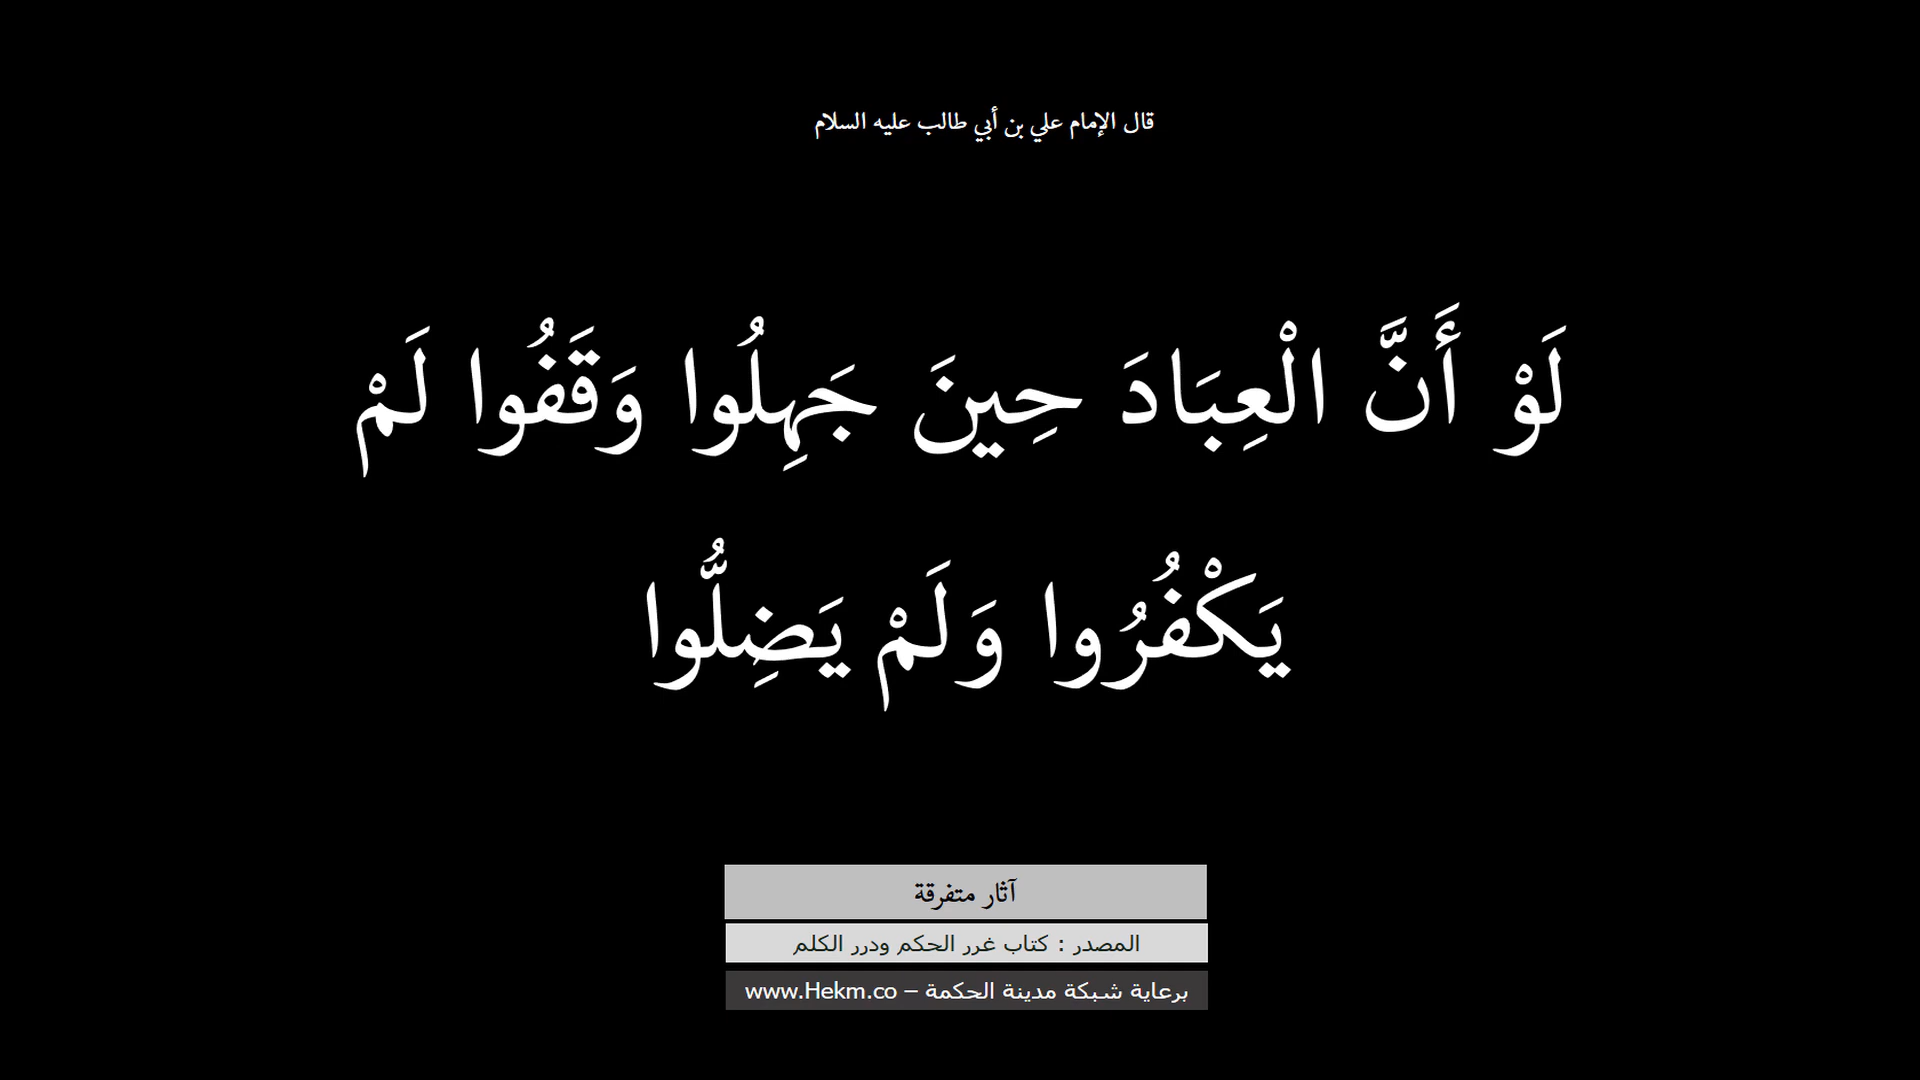 قال الإمام علي بن أبي طالب عليه السلام
لَوْ أَنَّ الْعِبَادَ حِينَ جَهِلُوا وَقَفُوا لَمْ
يَكْفُرُوا وَلَمْ يَضِلُّوا
آثار متفرقة
المصدر : كتاب غرر الحكم ودرر الكلم
برعاية شبكة مدينة الحكمة – www.Hekm.co